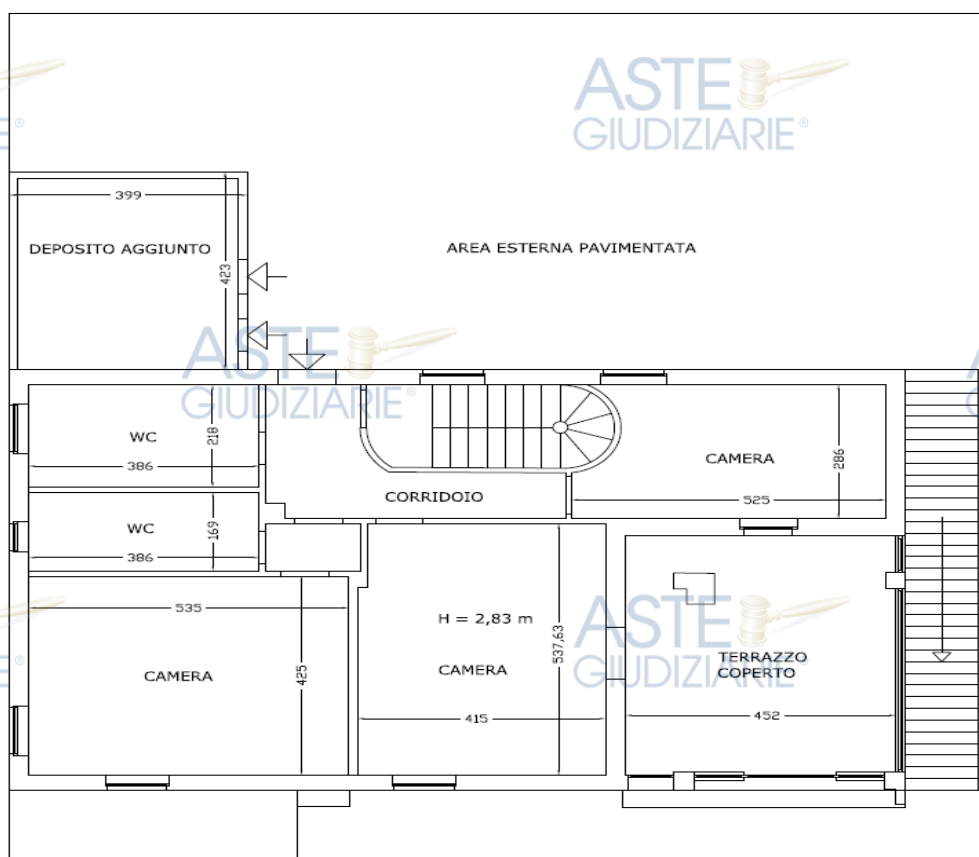 ASTE
GIUDIZIARIE®
399
DEPOSITO AGGIUNTO
423
AREA ESTERNA PAVIMENTATA
ASTE
GIUDIZIARIE®
WC
218
386
CAMERA
286
CORRIDOIO
525
WC
169
386
535
H = 2,83 m
537,63
ASTE
GIUDIZIARIE®
CAMERA
425
CAMERA
TERRAZZO
COPERTO
415
452